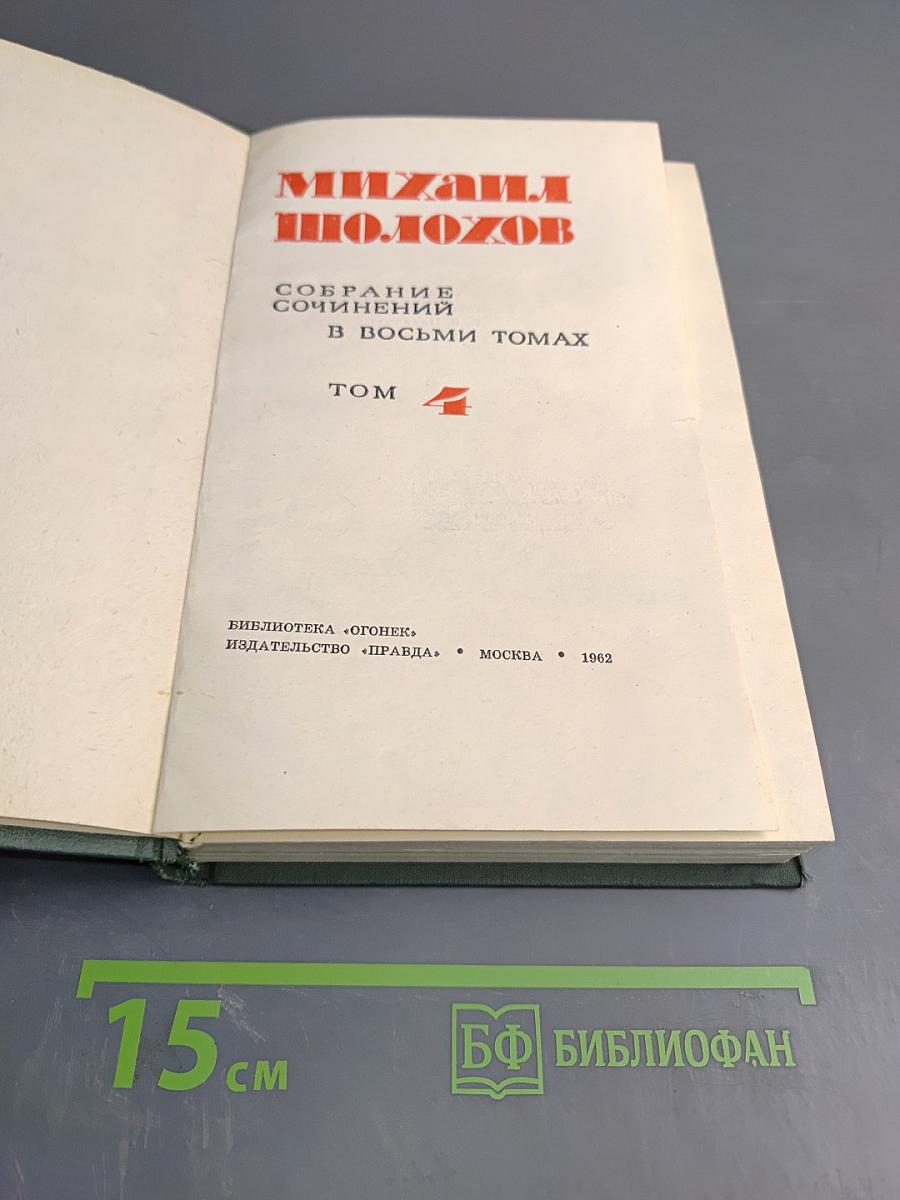 МИХАИЛ
ШОЛОХОВ
СОБРАНИЕ
СОЧИНЕНИЙ
В ВОСЬМИ ТОМАХ
ТОМ 4
БИБЛИОТЕКА «ОГОНЕК»
ИЗДАТЕЛЬСТВО «ПРАВДА» • МОСКВА • 1962
15 см
БФ БИБЛИОФАН